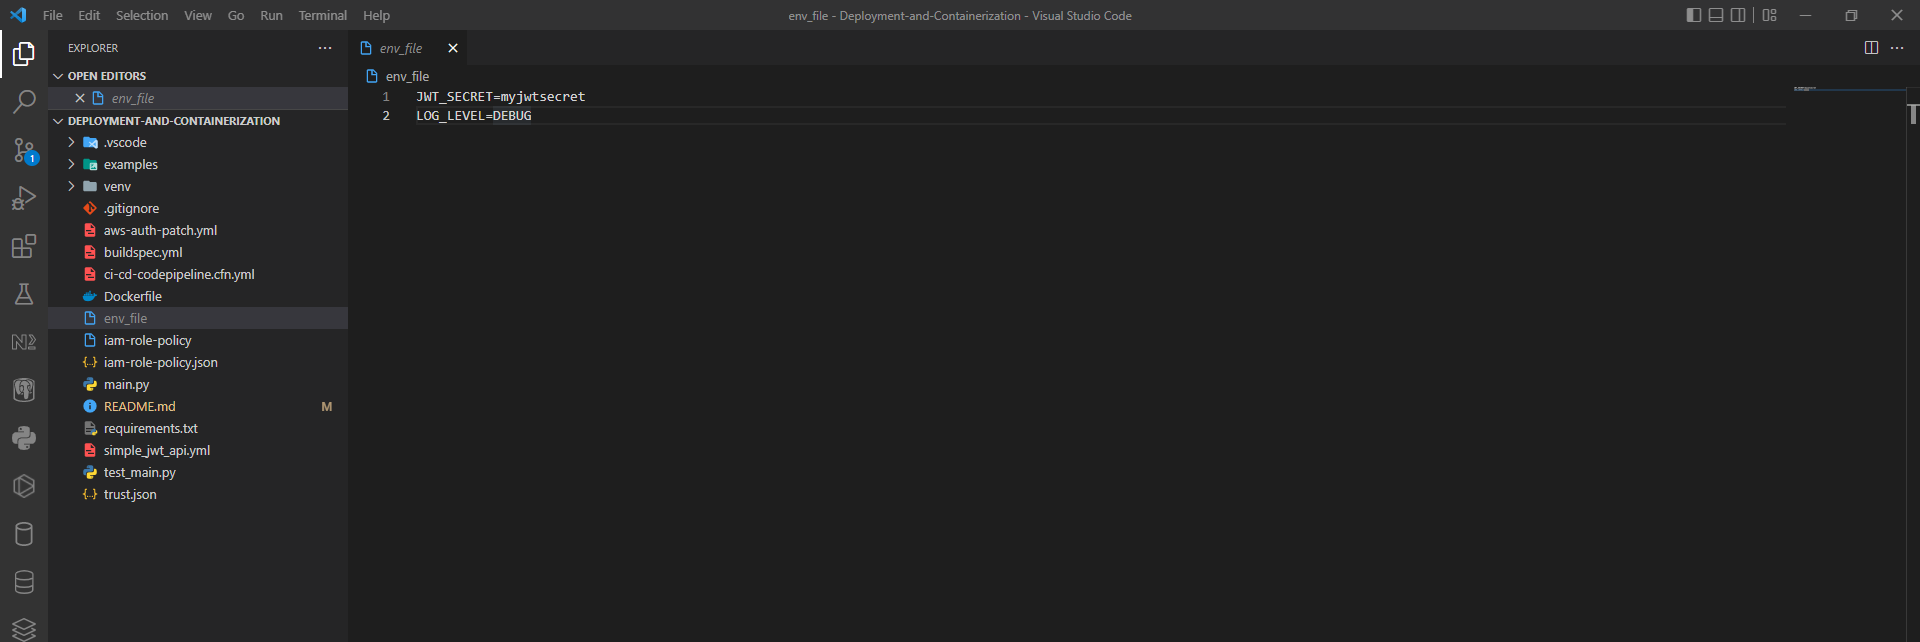 File Edit Selection View Go Run Terminal Help
env_file - Deployment-and-Containerization - Visual Studio Code
EXPLORER
OPEN EDITORS
env_file
DEPLOYMENT-AND-CONTAINERIZATION
.vscode
examples
venv
.gitignore
aws-auth-patch.yml
buildspec.yml
ci-cd-codepipeline.cfn.yml
Dockerfile
env_file
iam-role-policy
iam-role-policy.json
main.py
README.md M
requirements.txt
simple_jwt_api.yml
test_main.py
trust.json
1
env_file
env_file
1 JWT_SECRET=myjwtsecret
2 LOG_LEVEL=DEBUG